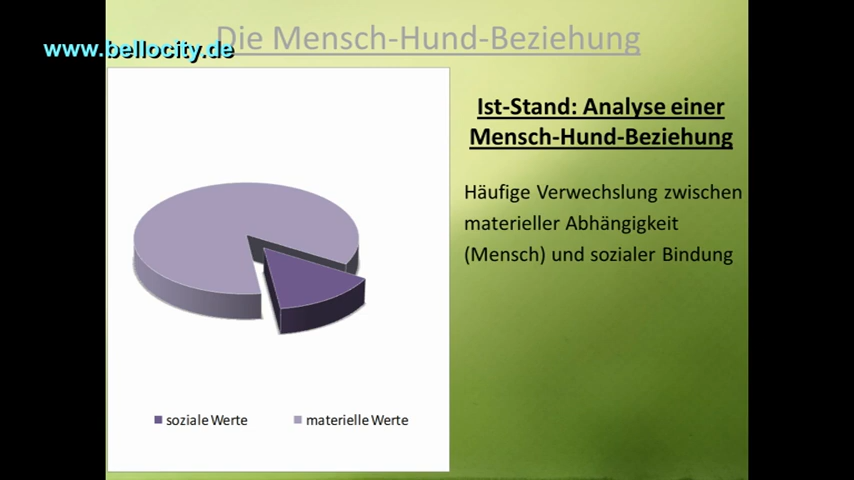 Die Mensch-Hund-Beziehung
www.bellocity.de
Ist-Stand: Analyse einer
Mensch-Hund-Beziehung
Häufige Verwechslung zwischen
materieller Abhängigkeit
(Mensch) und sozialer Bindung
soziale Werte
materielle Werte